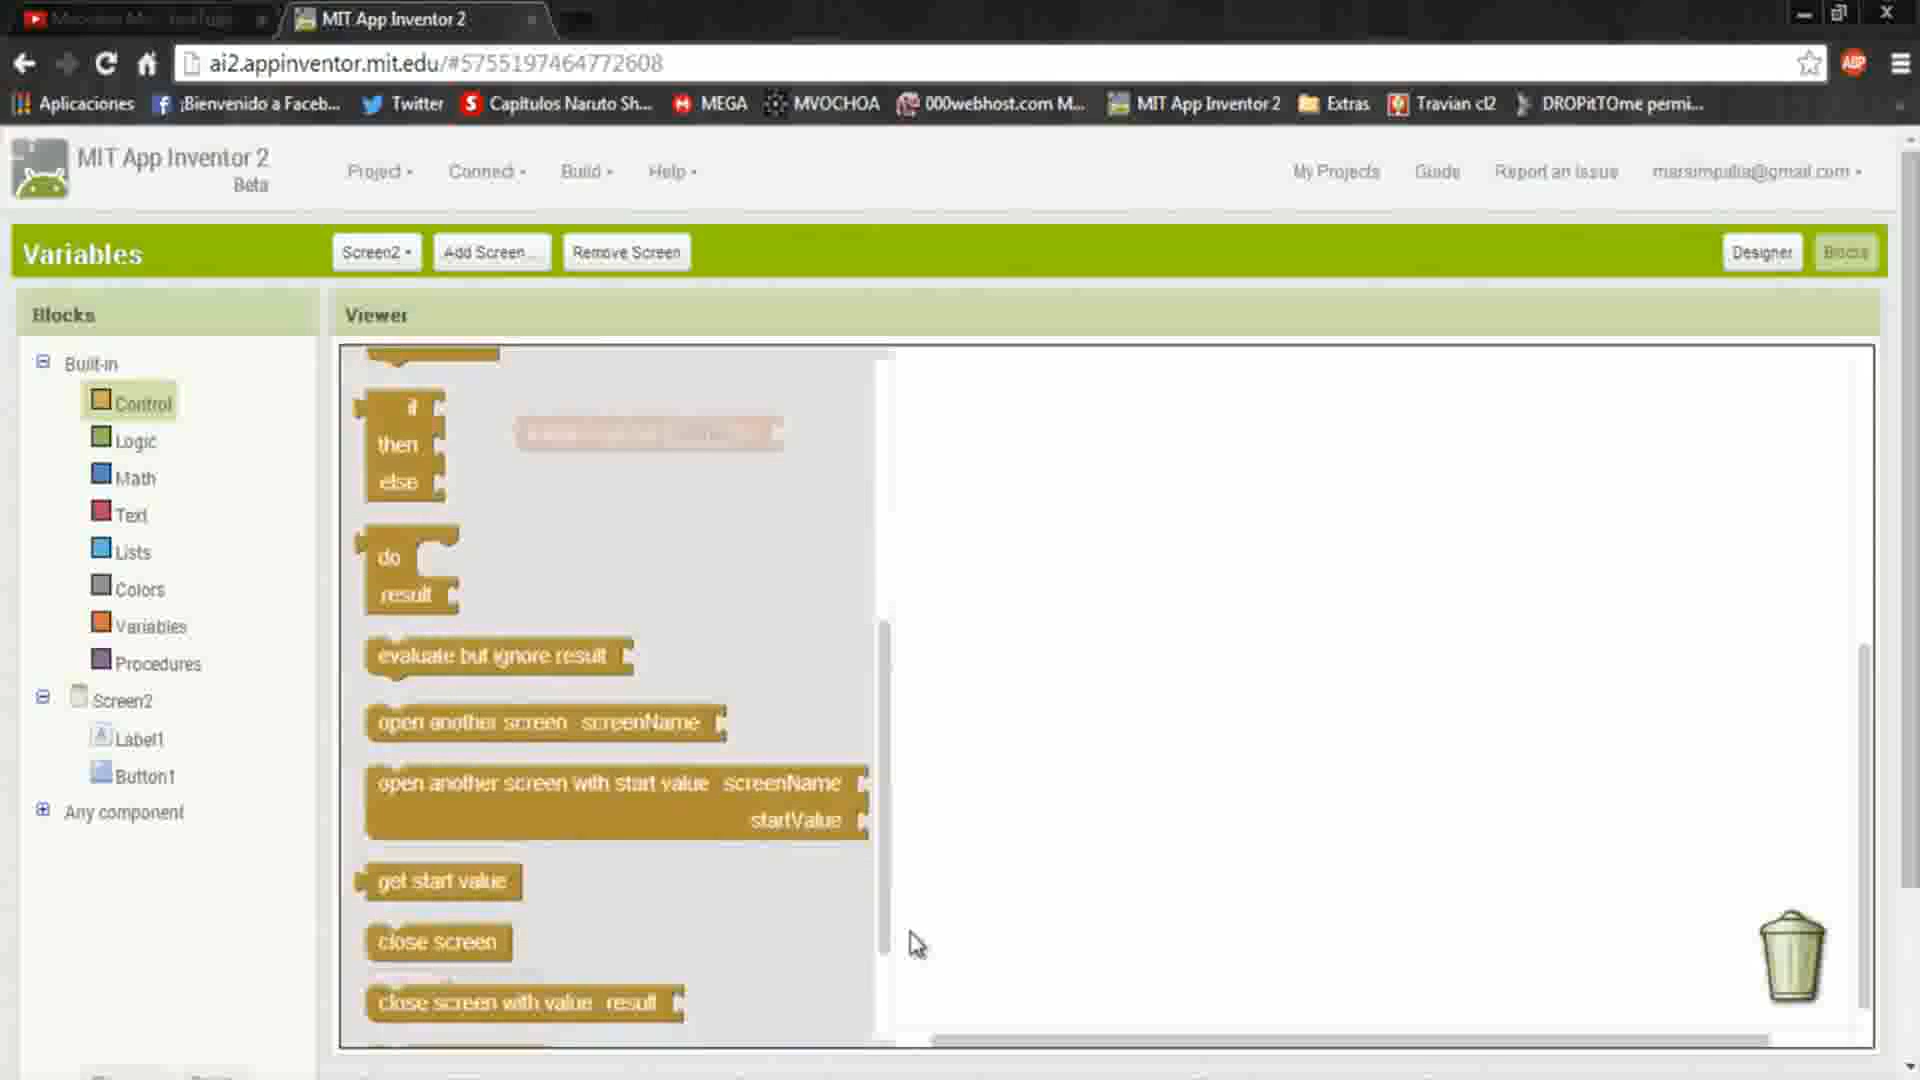 MIT App Inventor 2
ai2.appinventor.mit.edu/#5755197464772608
ABP
Aplicaciones
¡Bienvenido a Faceb...
Twitter
Capítulos Naruto Sh...
MEGA
MVOCHOA
000webhost.com M...
MIT App Inventor 2
Extras
Travian cl2
DROPitTOme permi...
MIT App Inventor 2
Beta
Project
Connect
Build
Help
My Projects
Guide
Report an Issue
Variables
Screen2
Add Screen ...
Remove Screen
Designer
Blocks
Blocks
Viewer
Built-in
Control
Logic
Math
Text
Lists
Colors
Variables
Procedures
Screen2
Label1
Button1
Any component
if
then
else
do
result
evaluate but ignore result
open another screen screenName
open another screen with start value screenName
startValue
get start value
close screen
close screen with value result